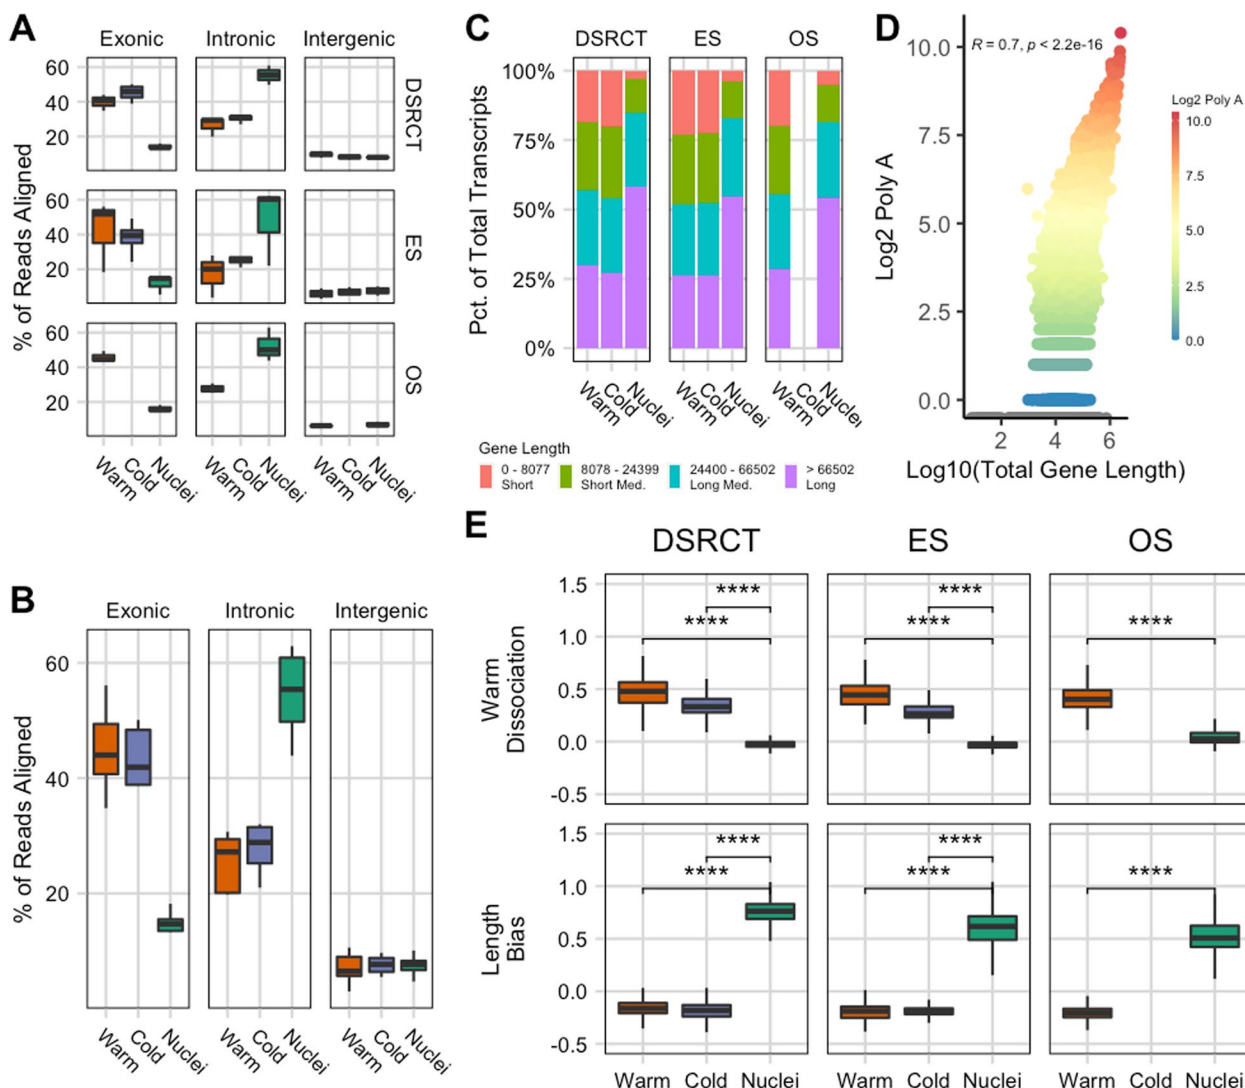 A
Exonic
Intronic
Intergenic
% of Reads Aligned
60
40
20
DSRCT
60
40
20
ES
60
40
20
OS
Warm
Cold
Nuclei
Warm
Cold
Nuclei
Warm
Cold
Nuclei
B
Exonic
Intronic
Intergenic
% of Reads Aligned
60
40
20
Warm
Cold
Nuclei
Warm
Cold
Nuclei
Warm
Cold
Nuclei
C
DSRCT
ES
OS
Pct. of Total Transcripts
100%
75%
50%
25%
0%
Warm
Cold
Nuclei
Warm
Cold
Nuclei
Warm
Cold
Nuclei
Gene Length
0 - 8077
Short
8078 - 24399
Short Med.
24400 - 66502
Long Med.
> 66502
Long
D
R = 0.7, p < 2.2e-16
Log2 Poly A
10.0
7.5
5.0
2.5
0.0
2
4
6
Log10(Total Gene Length)
Log2 Poly A
10.0
7.5
5.0
2.5
0.0
E
DSRCT
ES
OS
Warm
Dissociation
1.5
1.0
0.5
0.0
-0.5
****
****
****
****
****
Length
Bias
1.5
1.0
0.5
0.0
-0.5
****
****
****
****
****
Warm
Cold
Nuclei
Warm
Cold
Nuclei
Warm
Cold
Nuclei